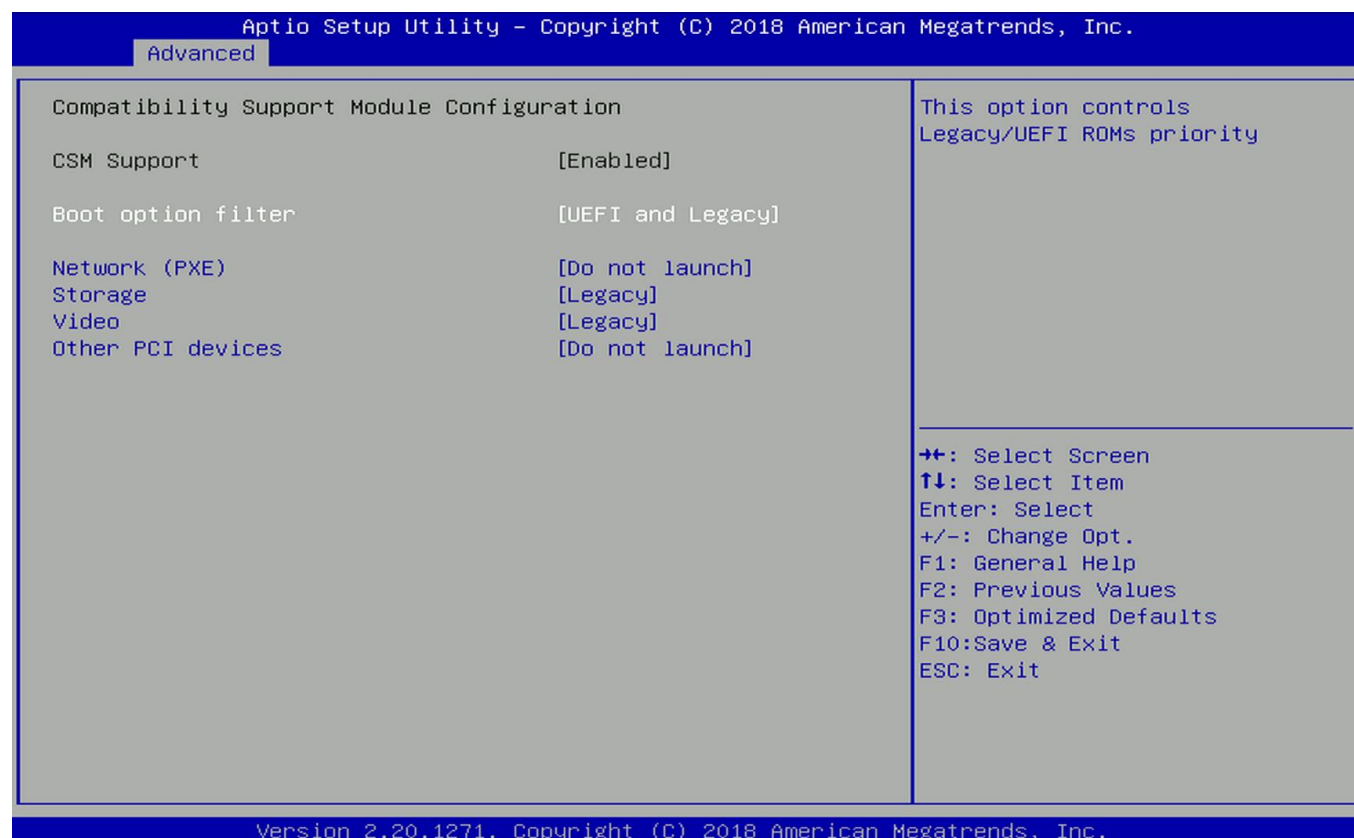 Aptio Setup Utility – Copyright (C) 2018 American Megatrends, Inc.
Advanced
Compatibility Support Module Configuration
CSM Support [Enabled]
Boot option filter [UEFI and Legacy]
Network (PXE) [Do not launch]
Storage [Legacy]
Video [Legacy]
Other PCI devices [Do not launch]
This option controls
Legacy/UEFI ROMs priority
→←: Select Screen
↑↓: Select Item
Enter: Select
+/-: Change Opt.
F1: General Help
F2: Previous Values
F3: Optimized Defaults
F10:Save & Exit
ESC: Exit
Version 2.20.1271. Copyright (C) 2018 American Megatrends, Inc.